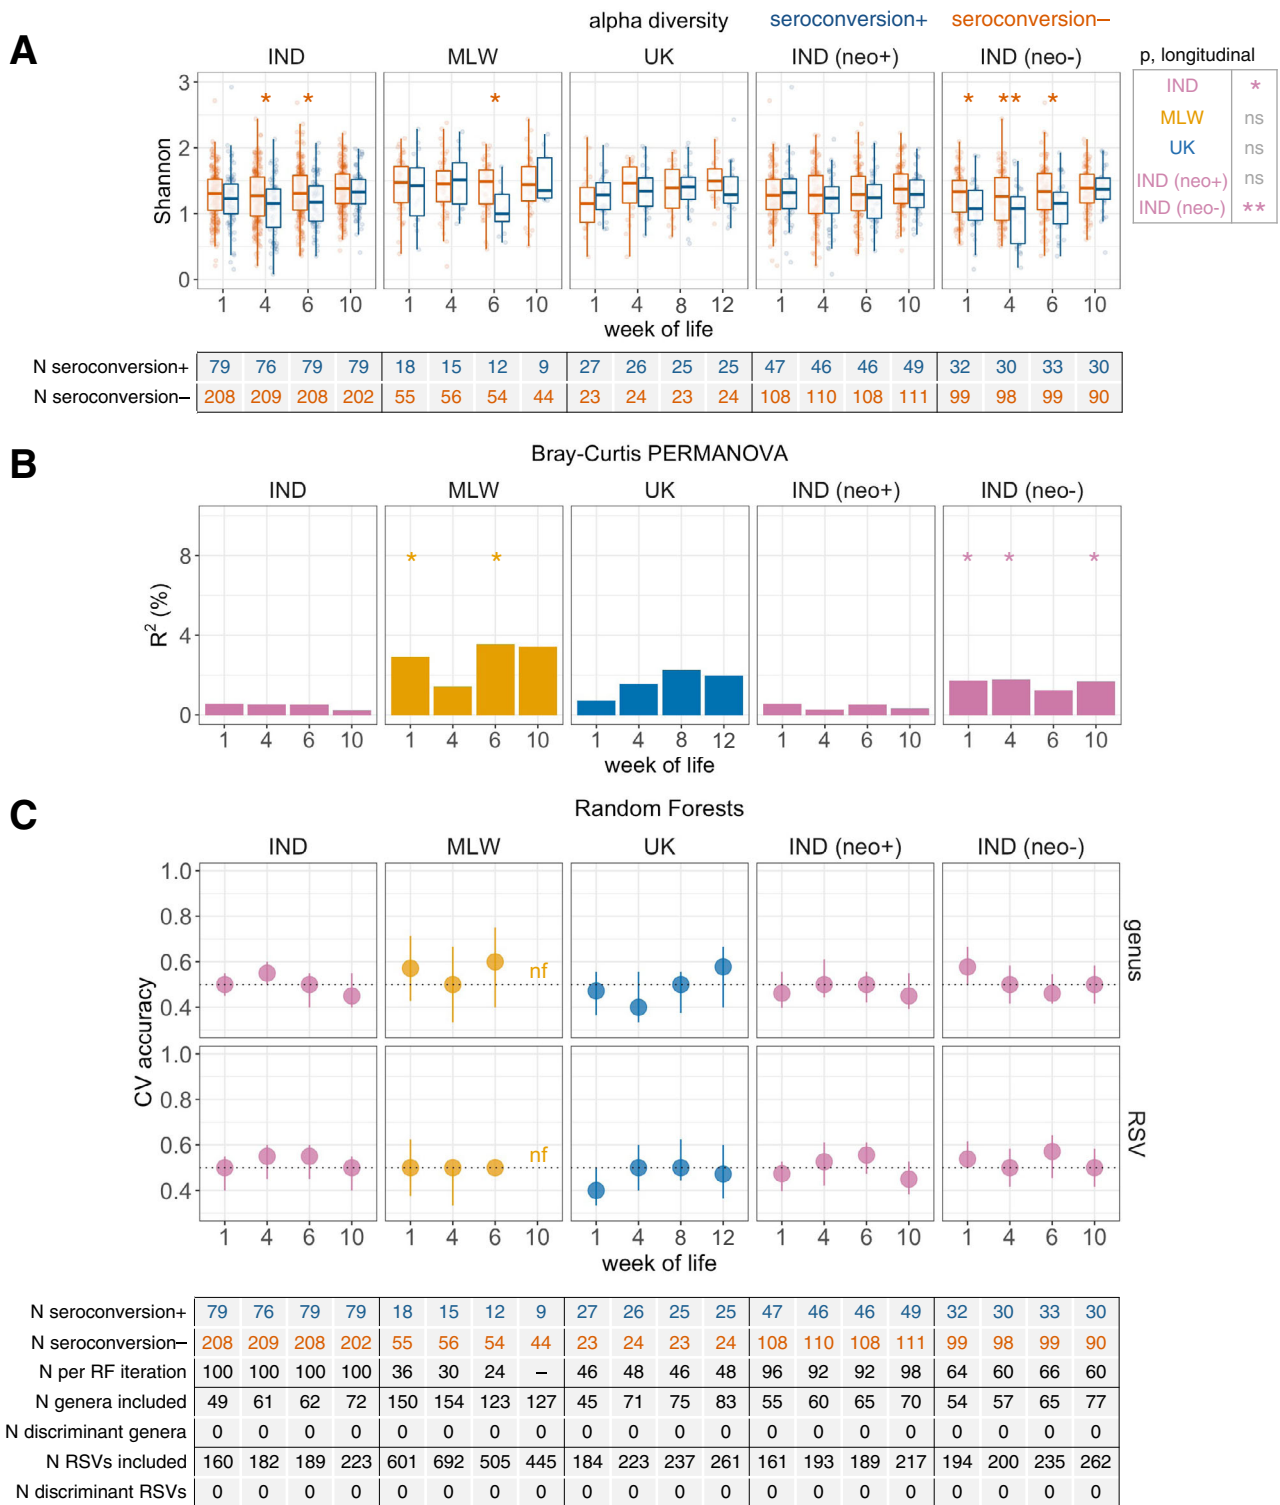 A
alpha diversity seroconversion+ seroconversion–
IND MLW UK IND (neo+) IND (neo-)
p, longitudinal
IND *
MLW ns
UK ns
IND (neo+) ns
IND (neo-) **
* * * * ** *
Shannon
3
2
1
0
1 4 6 10 1 4 6 10 1 4 8 12 1 4 6 10 1 4 6 10
week of life
N seroconversion+ 79 76 79 79 18 15 12 9 27 26 25 25 47 46 46 49 32 30 33 30
N seroconversion– 208 209 208 202 55 56 54 44 23 24 23 24 108 110 108 111 99 98 99 90
B
Bray-Curtis PERMANOVA
IND MLW UK IND (neo+) IND (neo-)
R² (%)
8 * * * * *
4
0
1 4 6 10 1 4 6 10 1 4 8 12 1 4 6 10 1 4 6 10
week of life
C
Random Forests
IND MLW UK IND (neo+) IND (neo-)
CV accuracy
1.0
0.8
0.6
nf
0.4
genus
1.0
0.8
0.6
nf
0.4
RSV
1 4 6 10 1 4 6 10 1 4 8 12 1 4 6 10 1 4 6 10
week of life
N seroconversion+ 79 76 79 79 18 15 12 9 27 26 25 25 47 46 46 49 32 30 33 30
N seroconversion– 208 209 208 202 55 56 54 44 23 24 23 24 108 110 108 111 99 98 99 90
N per RF iteration 100 100 100 100 36 30 24 – 46 48 46 48 96 92 92 98 64 60 66 60
N genera included 49 61 62 72 150 154 123 127 45 71 75 83 55 60 65 70 54 57 65 77
N discriminant genera 0 0 0 0 0 0 0 0 0 0 0 0 0 0 0 0 0 0 0 0
N RSVs included 160 182 189 223 601 692 505 445 184 223 237 261 161 193 189 217 194 200 235 262
N discriminant RSVs 0 0 0 0 0 0 0 0 0 0 0 0 0 0 0 0 0 0 0 0